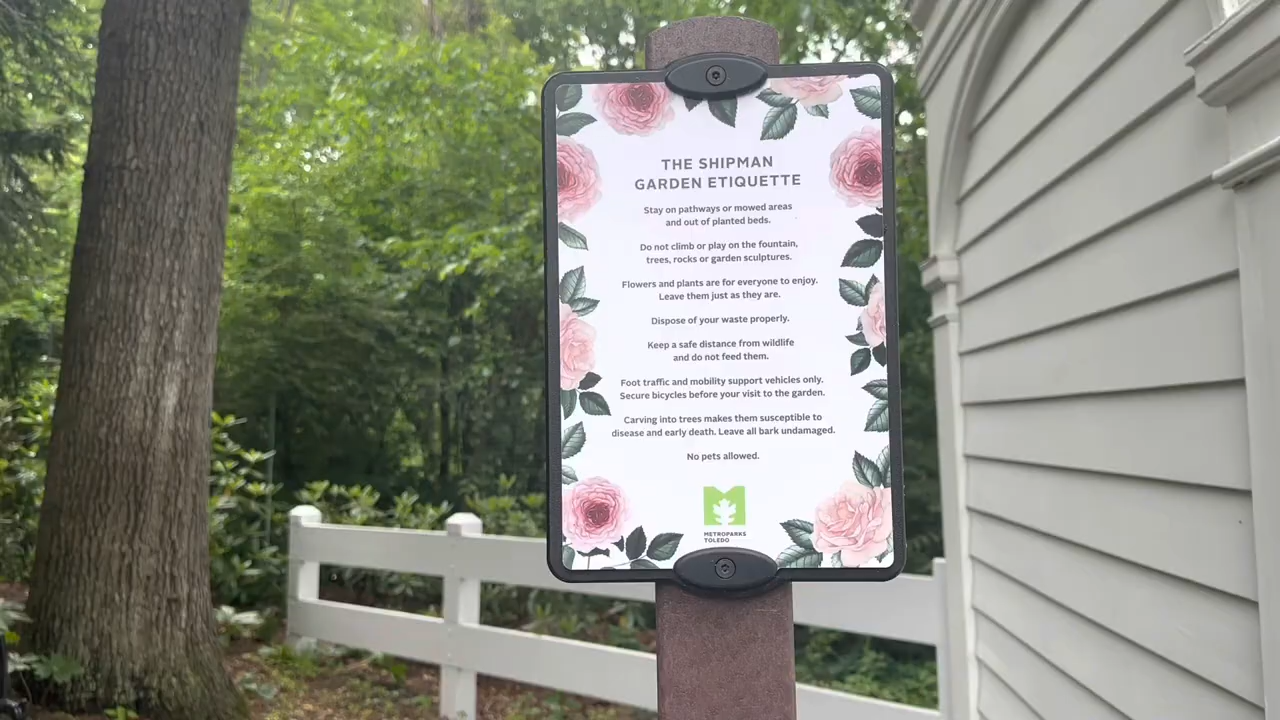 THE SHIPMAN
GARDEN ETIQUETTE
Stay on pathways or mowed areas
and out of planted beds.
Do not climb or play on the fountain,
trees, rocks or garden sculptures.
Flowers and plants are for everyone to enjoy.
Leave them just as they are.
Dispose of your waste properly.
Keep a safe distance from wildlife
and do not feed them.
Foot traffic and mobility support vehicles only.
Secure bicycles before your visit to the garden.
Carving into trees makes them susceptible to
disease and early death. Leave all bark undamaged.
No pets allowed.
METROPARKS
TOLEDO